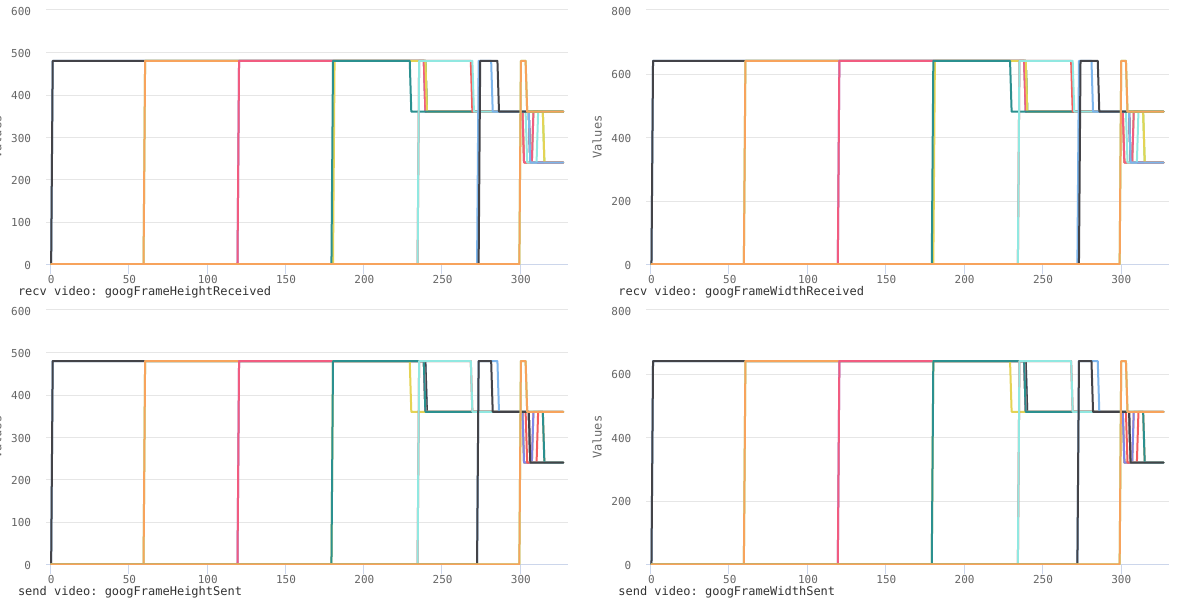 600
500
400
300
200
100
0
0 50 100 150 200 250 300
recv video: googFrameHeightReceived
800
600
Values
400
200
0
0 50 100 150 200 250 300
recv video: googFrameWidthReceived
600
500
400
300
200
100
0
0 50 100 150 200 250 300
send video: googFrameHeightSent
800
600
Values
400
200
0
0 50 100 150 200 250 300
send video: googFrameWidthSent